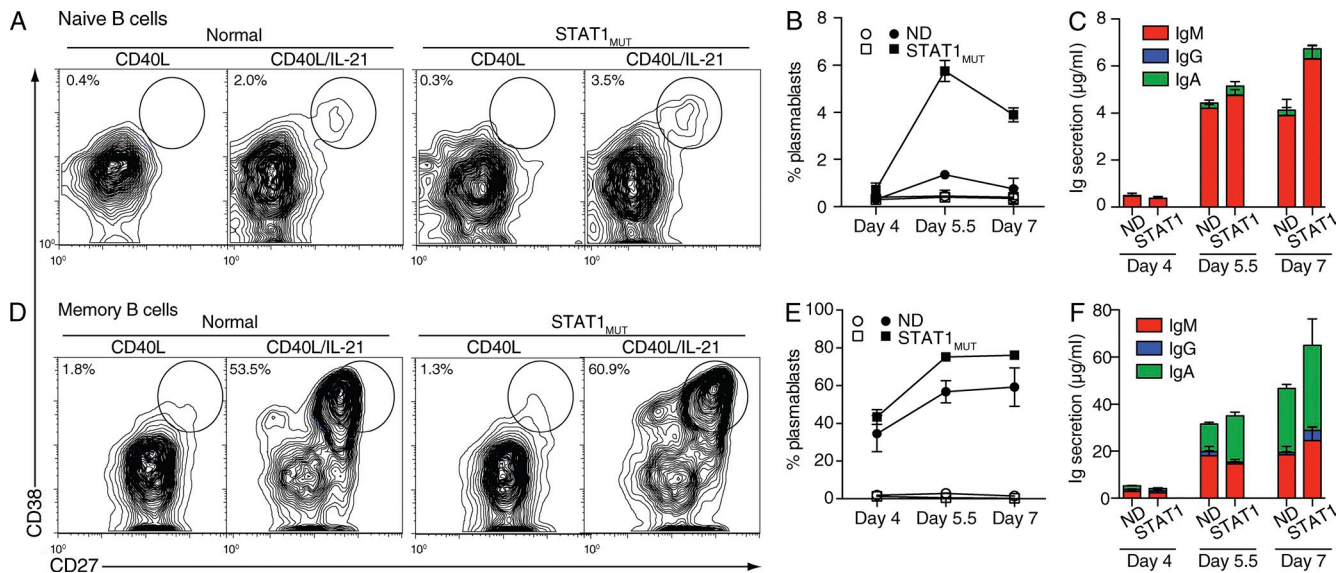 A Naive B cells
Normal
STAT1MUT
CD40L
CD40L/IL-21
CD40L
CD40L/IL-21
0.4%
2.0%
0.3%
3.5%
10⁰
10⁰
10⁰
10⁰
10⁰
B
ND
STAT1MUT
% plasmablasts
8
6
4
2
0
Day 4
Day 5.5
Day 7
C
IgM
IgG
IgA
Ig secretion (µg/ml)
8
6
4
2
0
ND
STAT1
ND
STAT1
ND
STAT1
Day 4
Day 5.5
Day 7
D Memory B cells
Normal
STAT1MUT
CD40L
CD40L/IL-21
CD40L
CD40L/IL-21
1.8%
53.5%
1.3%
60.9%
10⁰
10⁰
10⁰
10⁰
CD38
CD27
E
ND
STAT1MUT
% plasmablasts
100
80
60
40
20
0
Day 4
Day 5.5
Day 7
F
IgM
IgG
IgA
Ig secretion (µg/ml)
80
60
40
20
0
ND
STAT1
ND
STAT1
ND
STAT1
Day 4
Day 5.5
Day 7